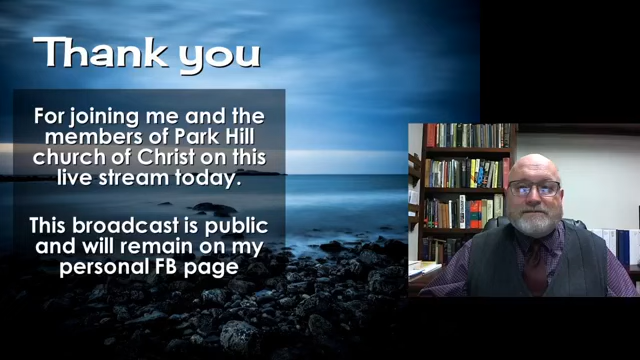 Thank you
For joining me and the
members of Park Hill
church of Christ on this
live stream today.
This broadcast is public
and will remain on my
personal FB page